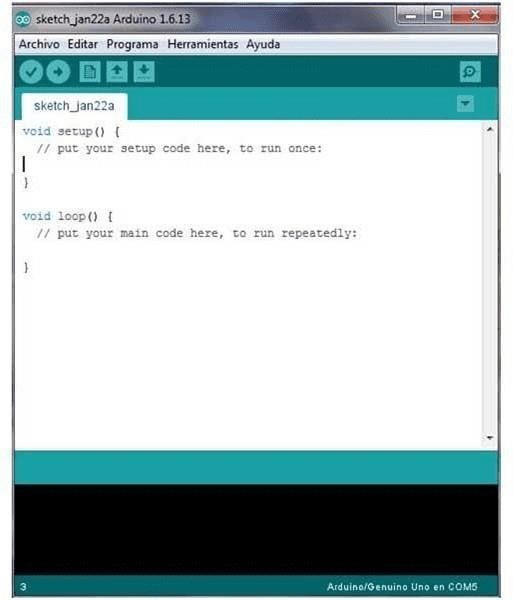 sketch_jan22a Arduino 1.6.13
Archivo Editar Programa Herramientas Ayuda
sketch_jan22a
void setup() {
// put your setup code here, to run once:
}
void loop() {
// put your main code here, to run repeatedly:
}
3 Arduino/Genuino Uno en COM5